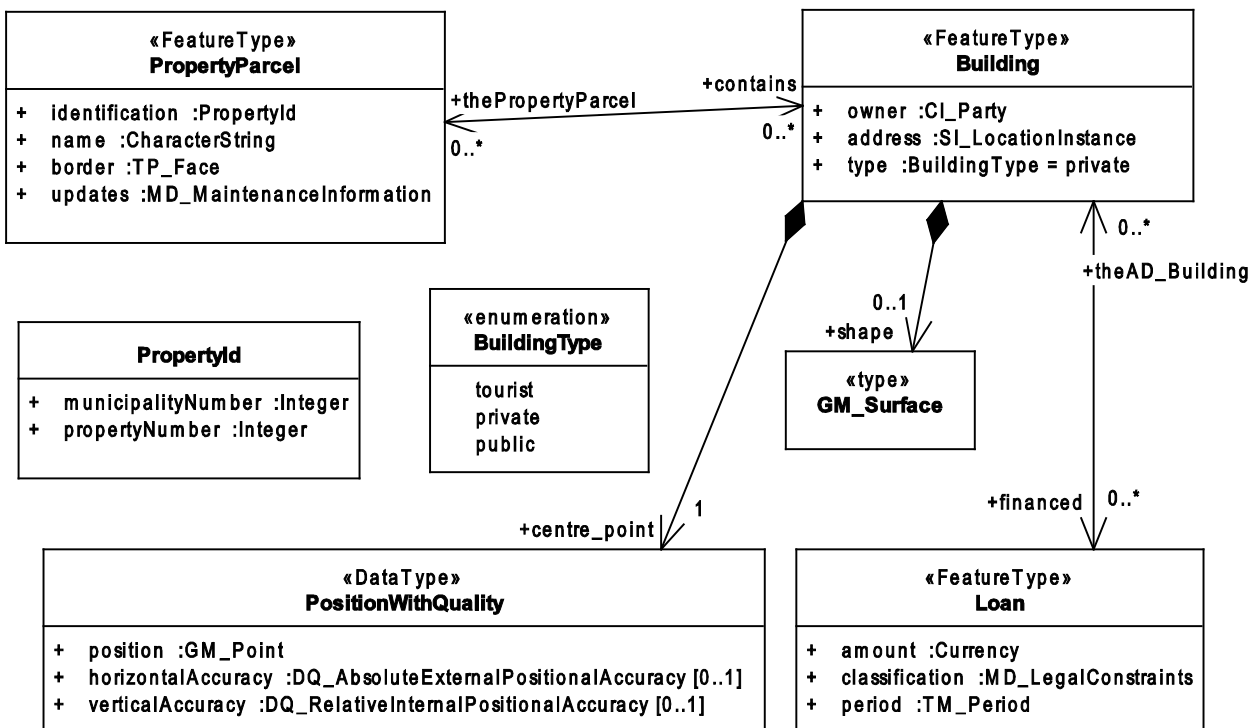 «FeatureType»
PropertyParcel
+ identification :PropertyId
+ name :CharacterString
+ border :TP_Face
+ updates :MD_MaintenanceInformation
+thePropertyParcel
0..*
+contains
0..*
«FeatureType»
Building
+ owner :CI_Party
+ address :SI_LocationInstance
+ type :BuildingType = private
0..*
+theAD_Building
PropertyId
+ municipalityNumber :Integer
+ propertyNumber :Integer
«enumeration»
BuildingType
tourist
private
public
0..1
+shape
«type»
GM_Surface
+centre_point
1
+financed
0..*
«DataType»
PositionWithQuality
+ position :GM_Point
+ horizontalAccuracy :DQ_AbsoluteExternalPositionalAccuracy [0..1]
+ verticalAccuracy :DQ_RelativeInternalPositionalAccuracy [0..1]
«FeatureType»
Loan
+ amount :Currency
+ classification :MD_LegalConstraints
+ period :TM_Period